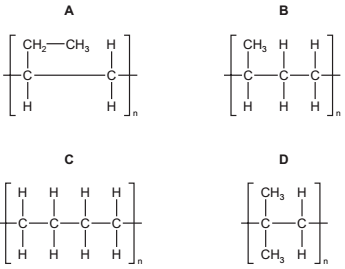 A B
CH2 CH3 H CH3 H H
C C C C C
H H n H H H n
C D
H H H H CH3 H
C C C C C C
H H H H n CH3 H n